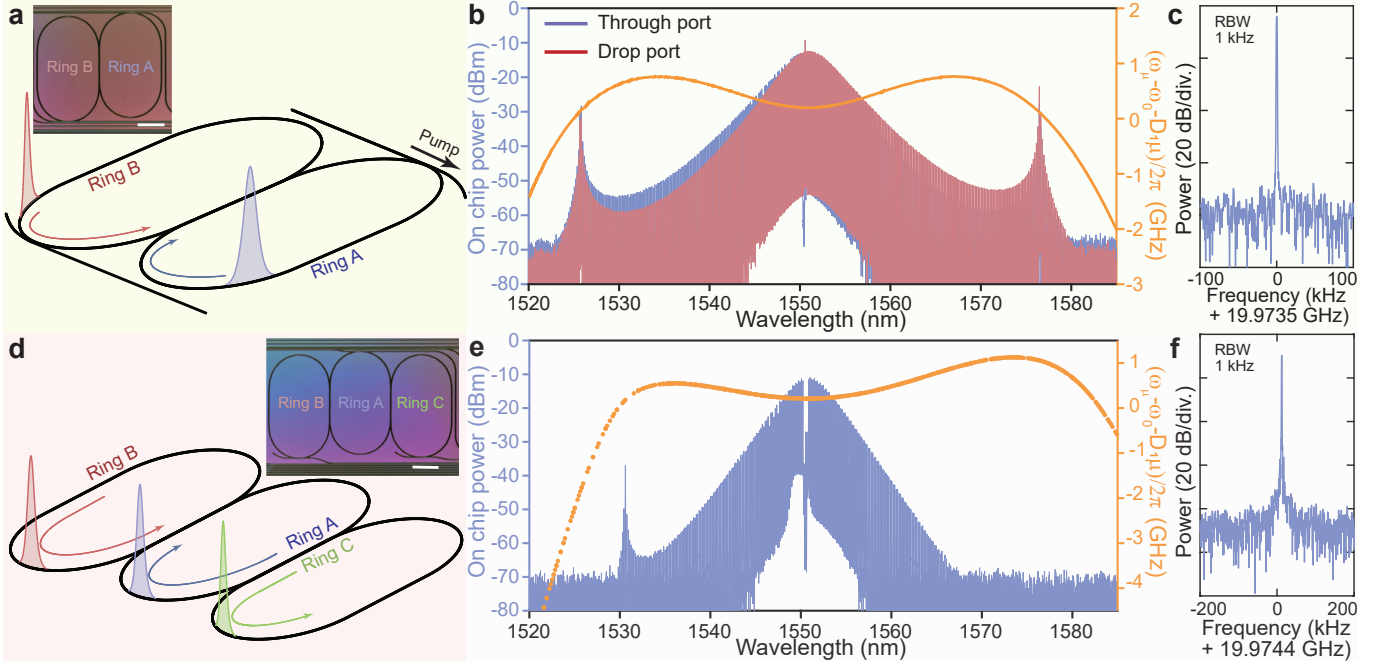 a
Ring B
Ring A
Ring B
Pump
Ring A
b
Through port
Drop port
On chip power (dBm)
0
-10
-20
-30
-40
-50
-60
-70
-80
1520
1530
1540
1550
1560
1570
1580
Wavelength (nm)
2
1
0
-1
-2
-3
(ωμ-ω0-D1μ)/2π (GHz)
c
RBW
1 kHz
Power (20 dB/div.)
-100
0
100
Frequency (kHz
+ 19.9735 GHz)
d
Ring B
Ring A
Ring C
Ring B
Ring A
Ring C
e
On chip power (dBm)
0
-10
-20
-30
-40
-50
-60
-70
-80
1520
1530
1540
1550
1560
1570
1580
Wavelength (nm)
1
0
-1
-2
-3
-4
(ωμ-ω0-D1μ)/2π (GHz)
f
RBW
1 kHz
Power (20 dB/div.)
-200
0
200
Frequency (kHz
+ 19.9744 GHz)